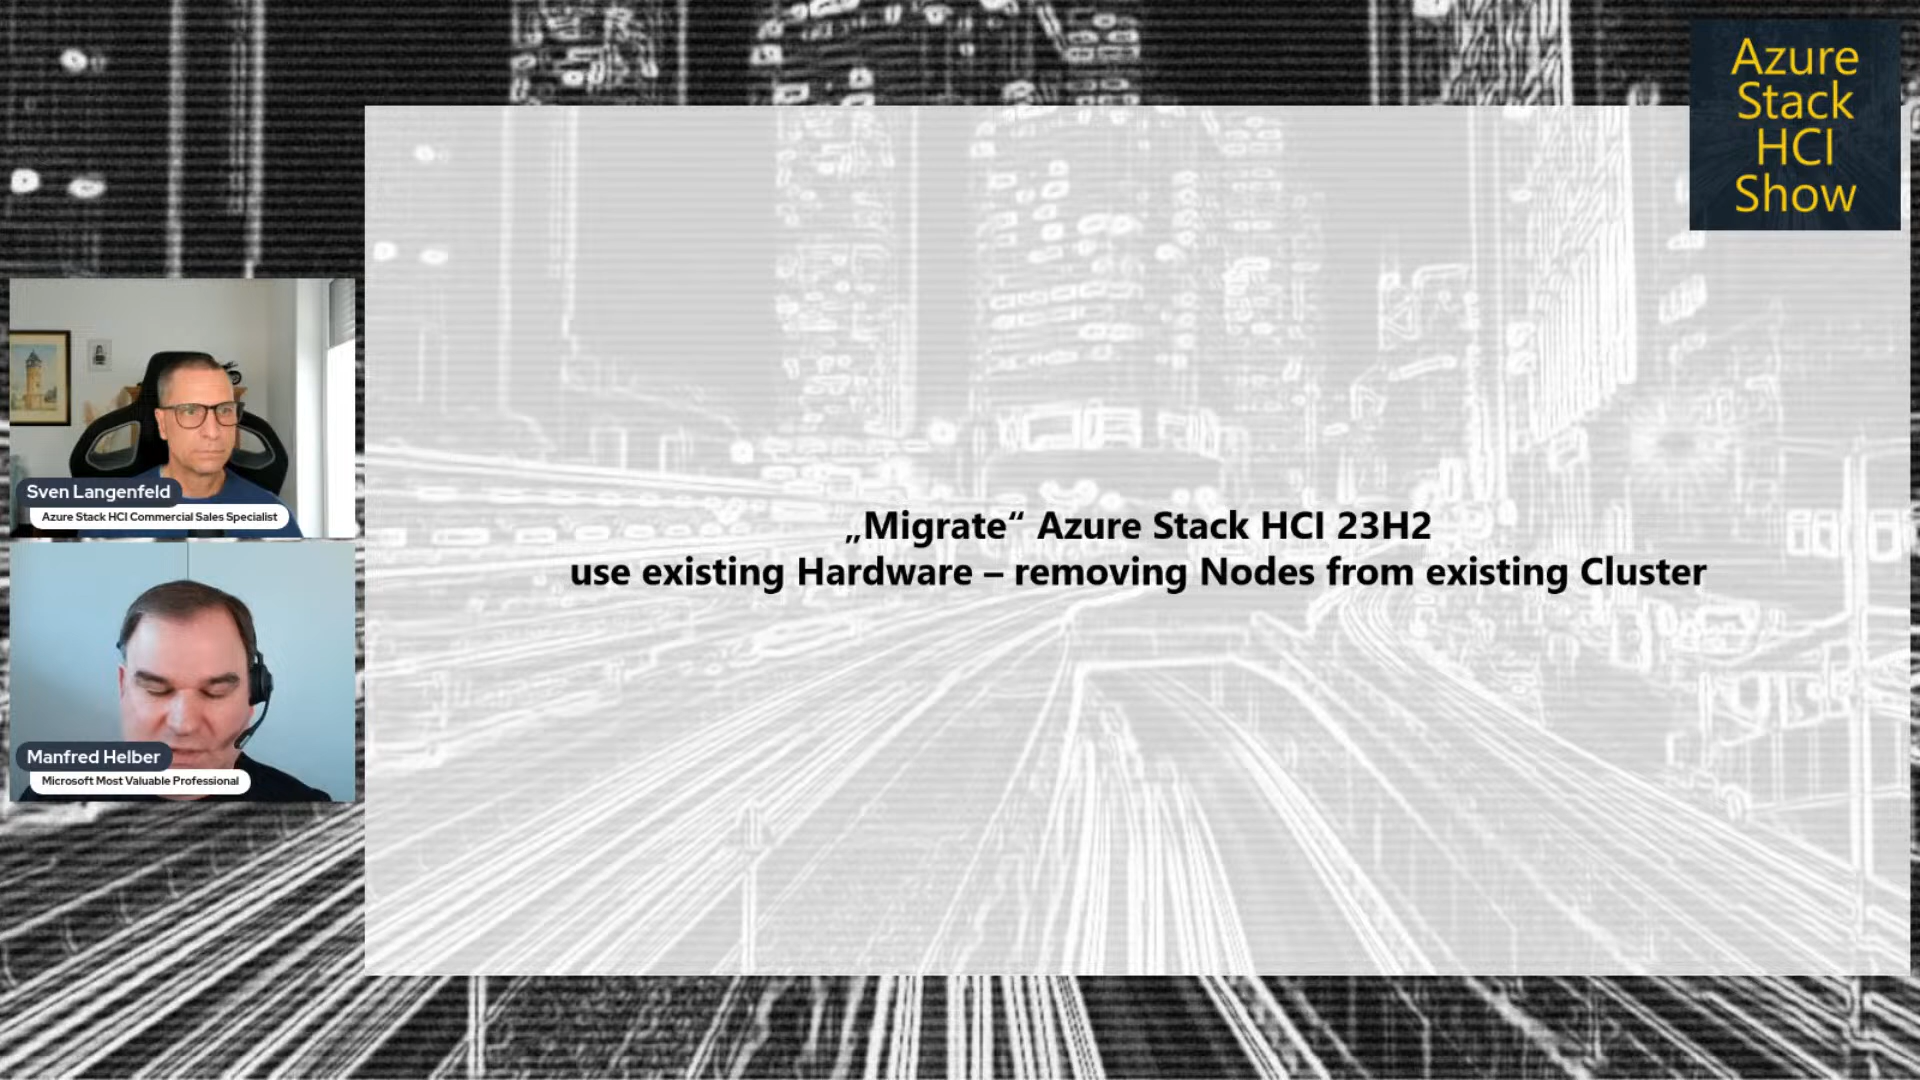 Azure
Stack
HCI
Show
Sven Langenfeld
Azure Stack HCI Commercial Sales Specialist
„Migrate“ Azure Stack HCI 23H2
use existing Hardware – removing Nodes from existing Cluster
Manfred Helber
Microsoft Most Valuable Professional